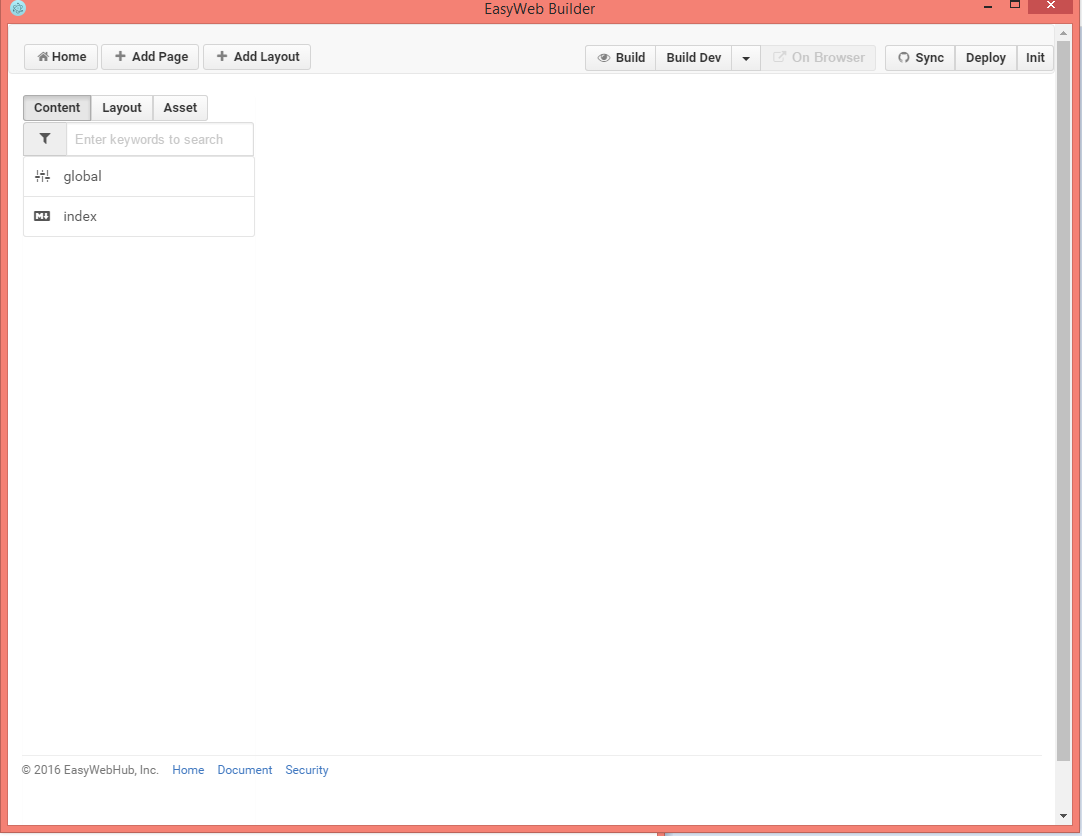 EasyWeb Builder
Home Add Page Add Layout Build Build Dev On Browser Sync Deploy Init
Content Layout Asset
Enter keywords to search
global
index
© 2016 EasyWebHub, Inc. Home Document Security